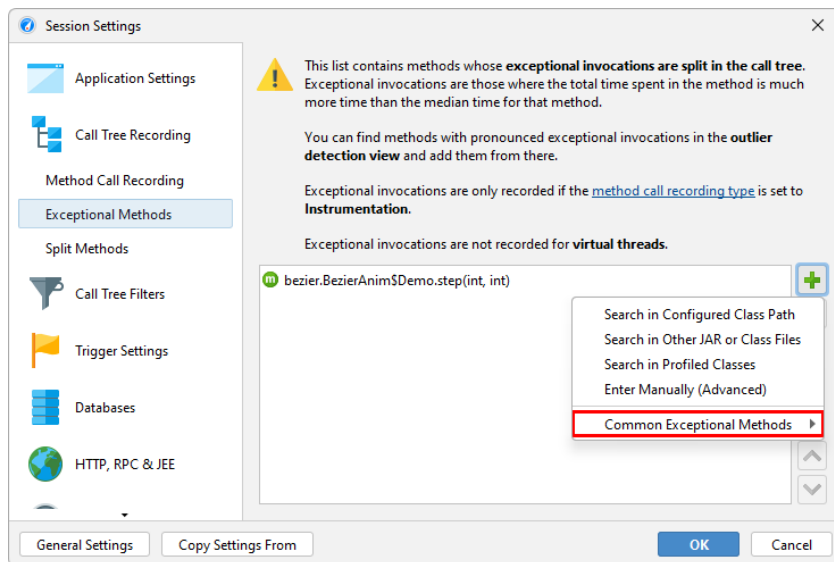 Session Settings
Application Settings
Call Tree Recording
Method Call Recording
Exceptional Methods
Split Methods
Call Tree Filters
Trigger Settings
Databases
HTTP, RPC & JEE
This list contains methods whose exceptional invocations are split in the call tree.
Exceptional invocations are those where the total time spent in the method is much
more time than the median time for that method.
You can find methods with pronounced exceptional invocations in the outlier
detection view and add them from there.
Exceptional invocations are only recorded if the method call recording type is set to
Instrumentation.
Exceptional invocations are not recorded for virtual threads.
m bezier.BezierAnim$Demo.step(int, int)
Search in Configured Class Path
Search in Other JAR or Class Files
Search in Profiled Classes
Enter Manually (Advanced)
Common Exceptional Methods
General Settings
Copy Settings From
OK
Cancel